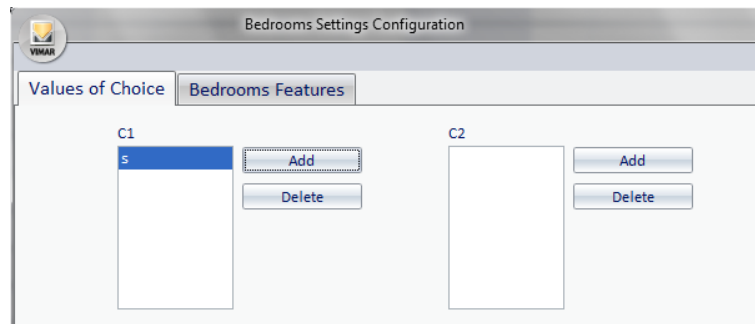 Bedrooms Settings Configuration
VIMAR
Values of Choice Bedrooms Features
C1 C2
s Add Add
Delete Delete